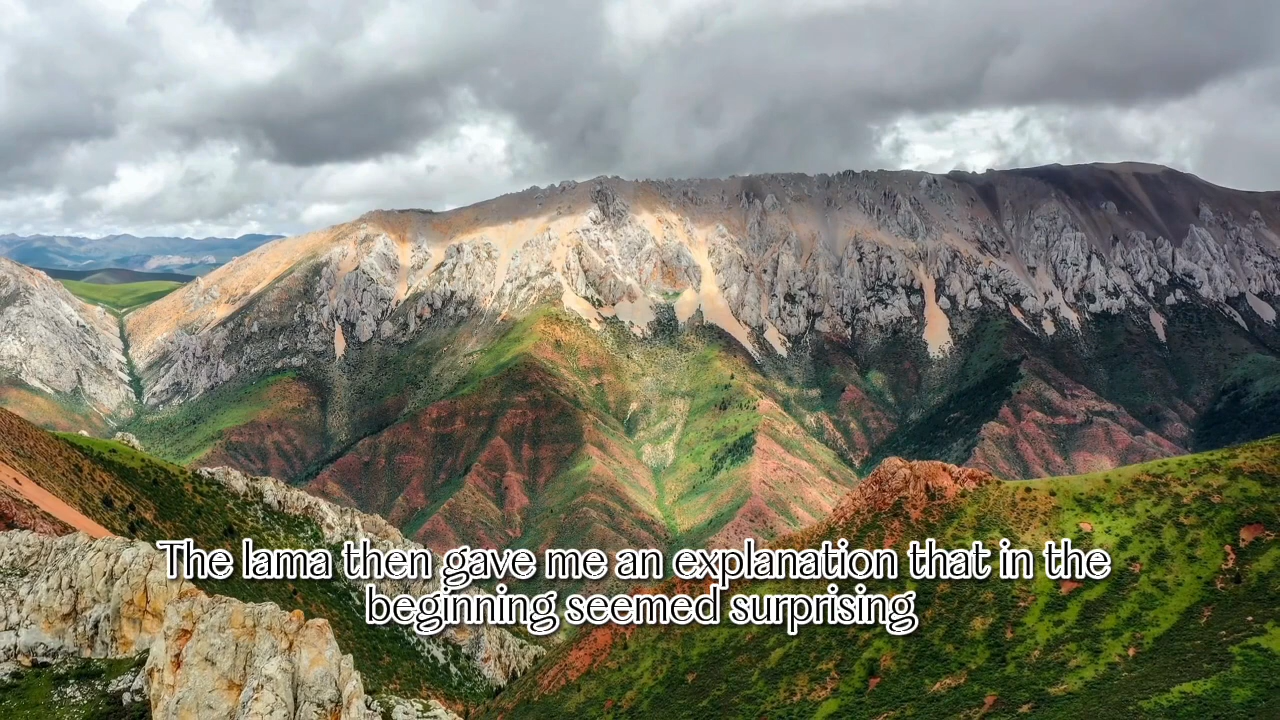 The lama then gave me an explanation that in the
beginning seemed surprising